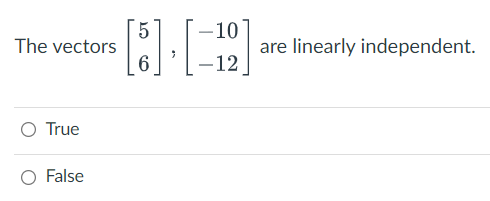 The vectors [5 6], [−10 −12] are linearly independent.
True
False